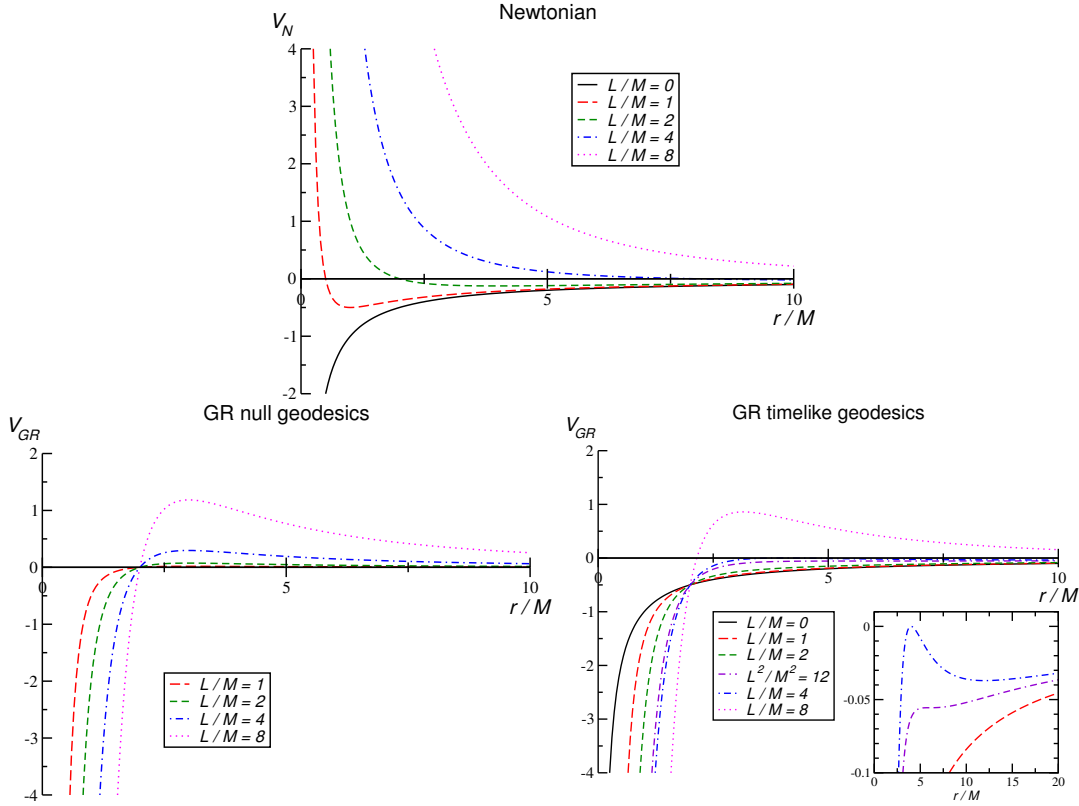 Newtonian
V_N
4
3
2
1
0
-1
-2
0
5
10
r / M
L / M = 0
L / M = 1
L / M = 2
L / M = 4
L / M = 8
GR null geodesics
V_GR
2
1
0
-1
-2
-3
-4
0
5
10
r / M
L / M = 1
L / M = 2
L / M = 4
L / M = 8
GR timelike geodesics
V_GR
2
1
0
-1
-2
-3
-4
0
5
10
r / M
L / M = 0
L / M = 1
L / M = 2
L² / M² = 12
L / M = 4
L / M = 8
0
-0.05
-0.1
0
5
10
15
20
r / M